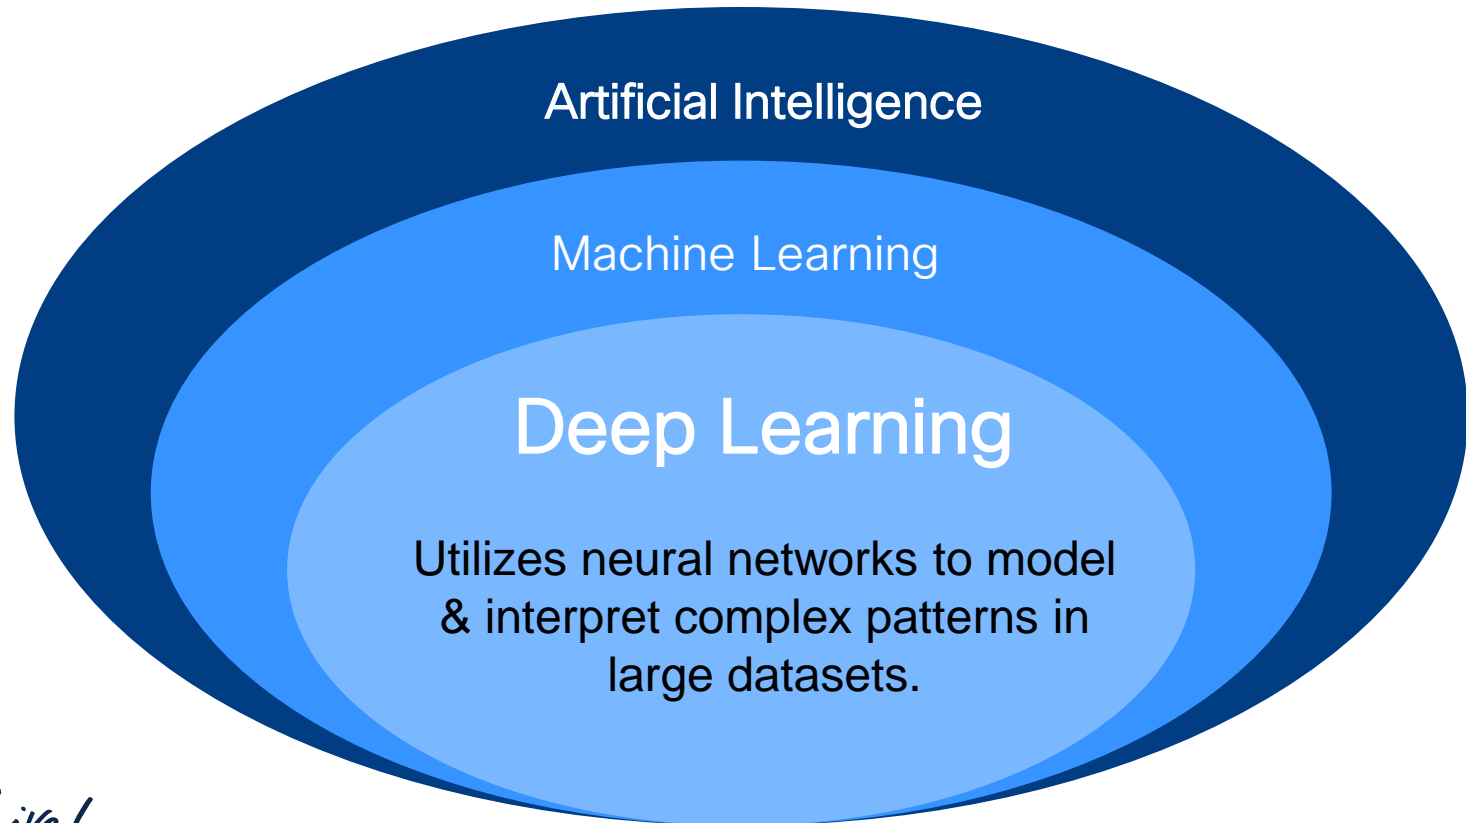 Artificial Intelligence
Machine Learning
Deep Learning
Utilizes neural networks to model
& interpret complex patterns in
large datasets.